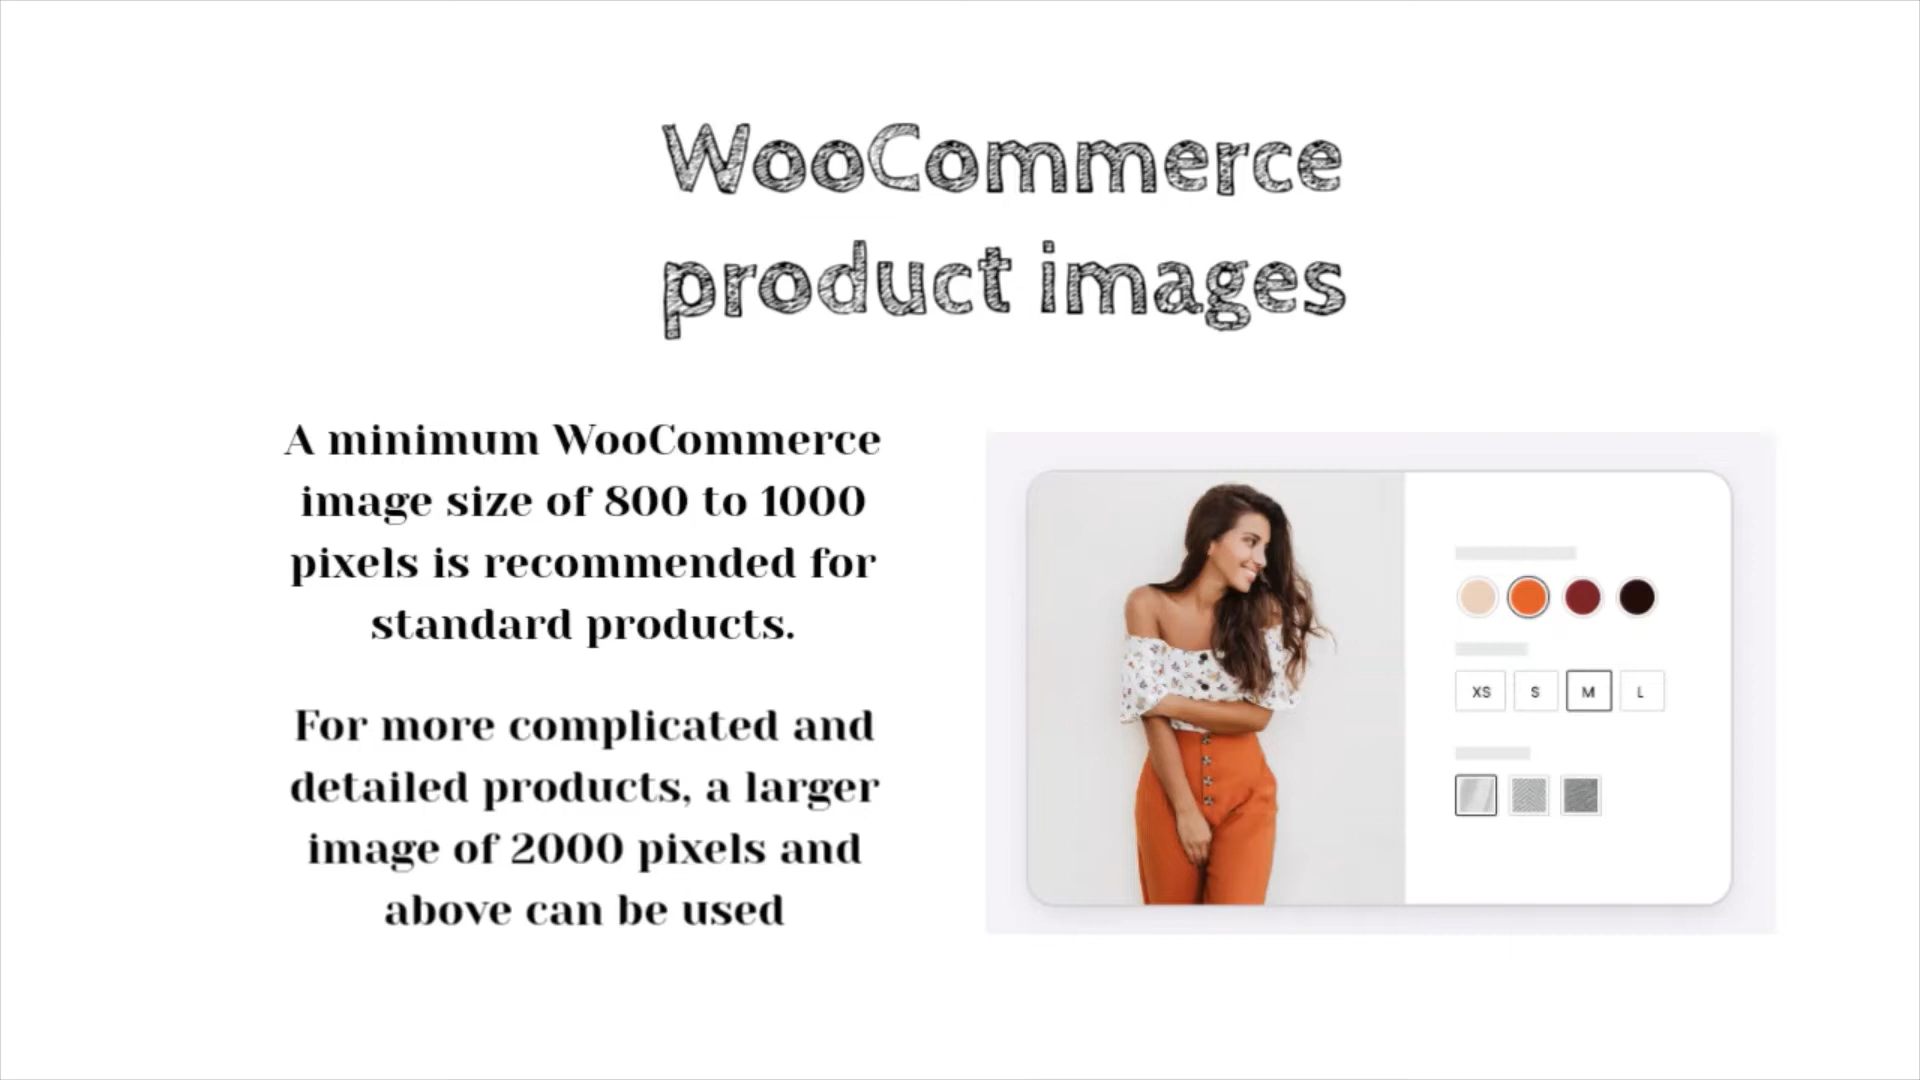 WooCommerce
product images
A minimum WooCommerce
image size of 800 to 1000
pixels is recommended for
standard products.
For more complicated and
detailed products, a larger
image of 2000 pixels and
above can be used
XS S M L